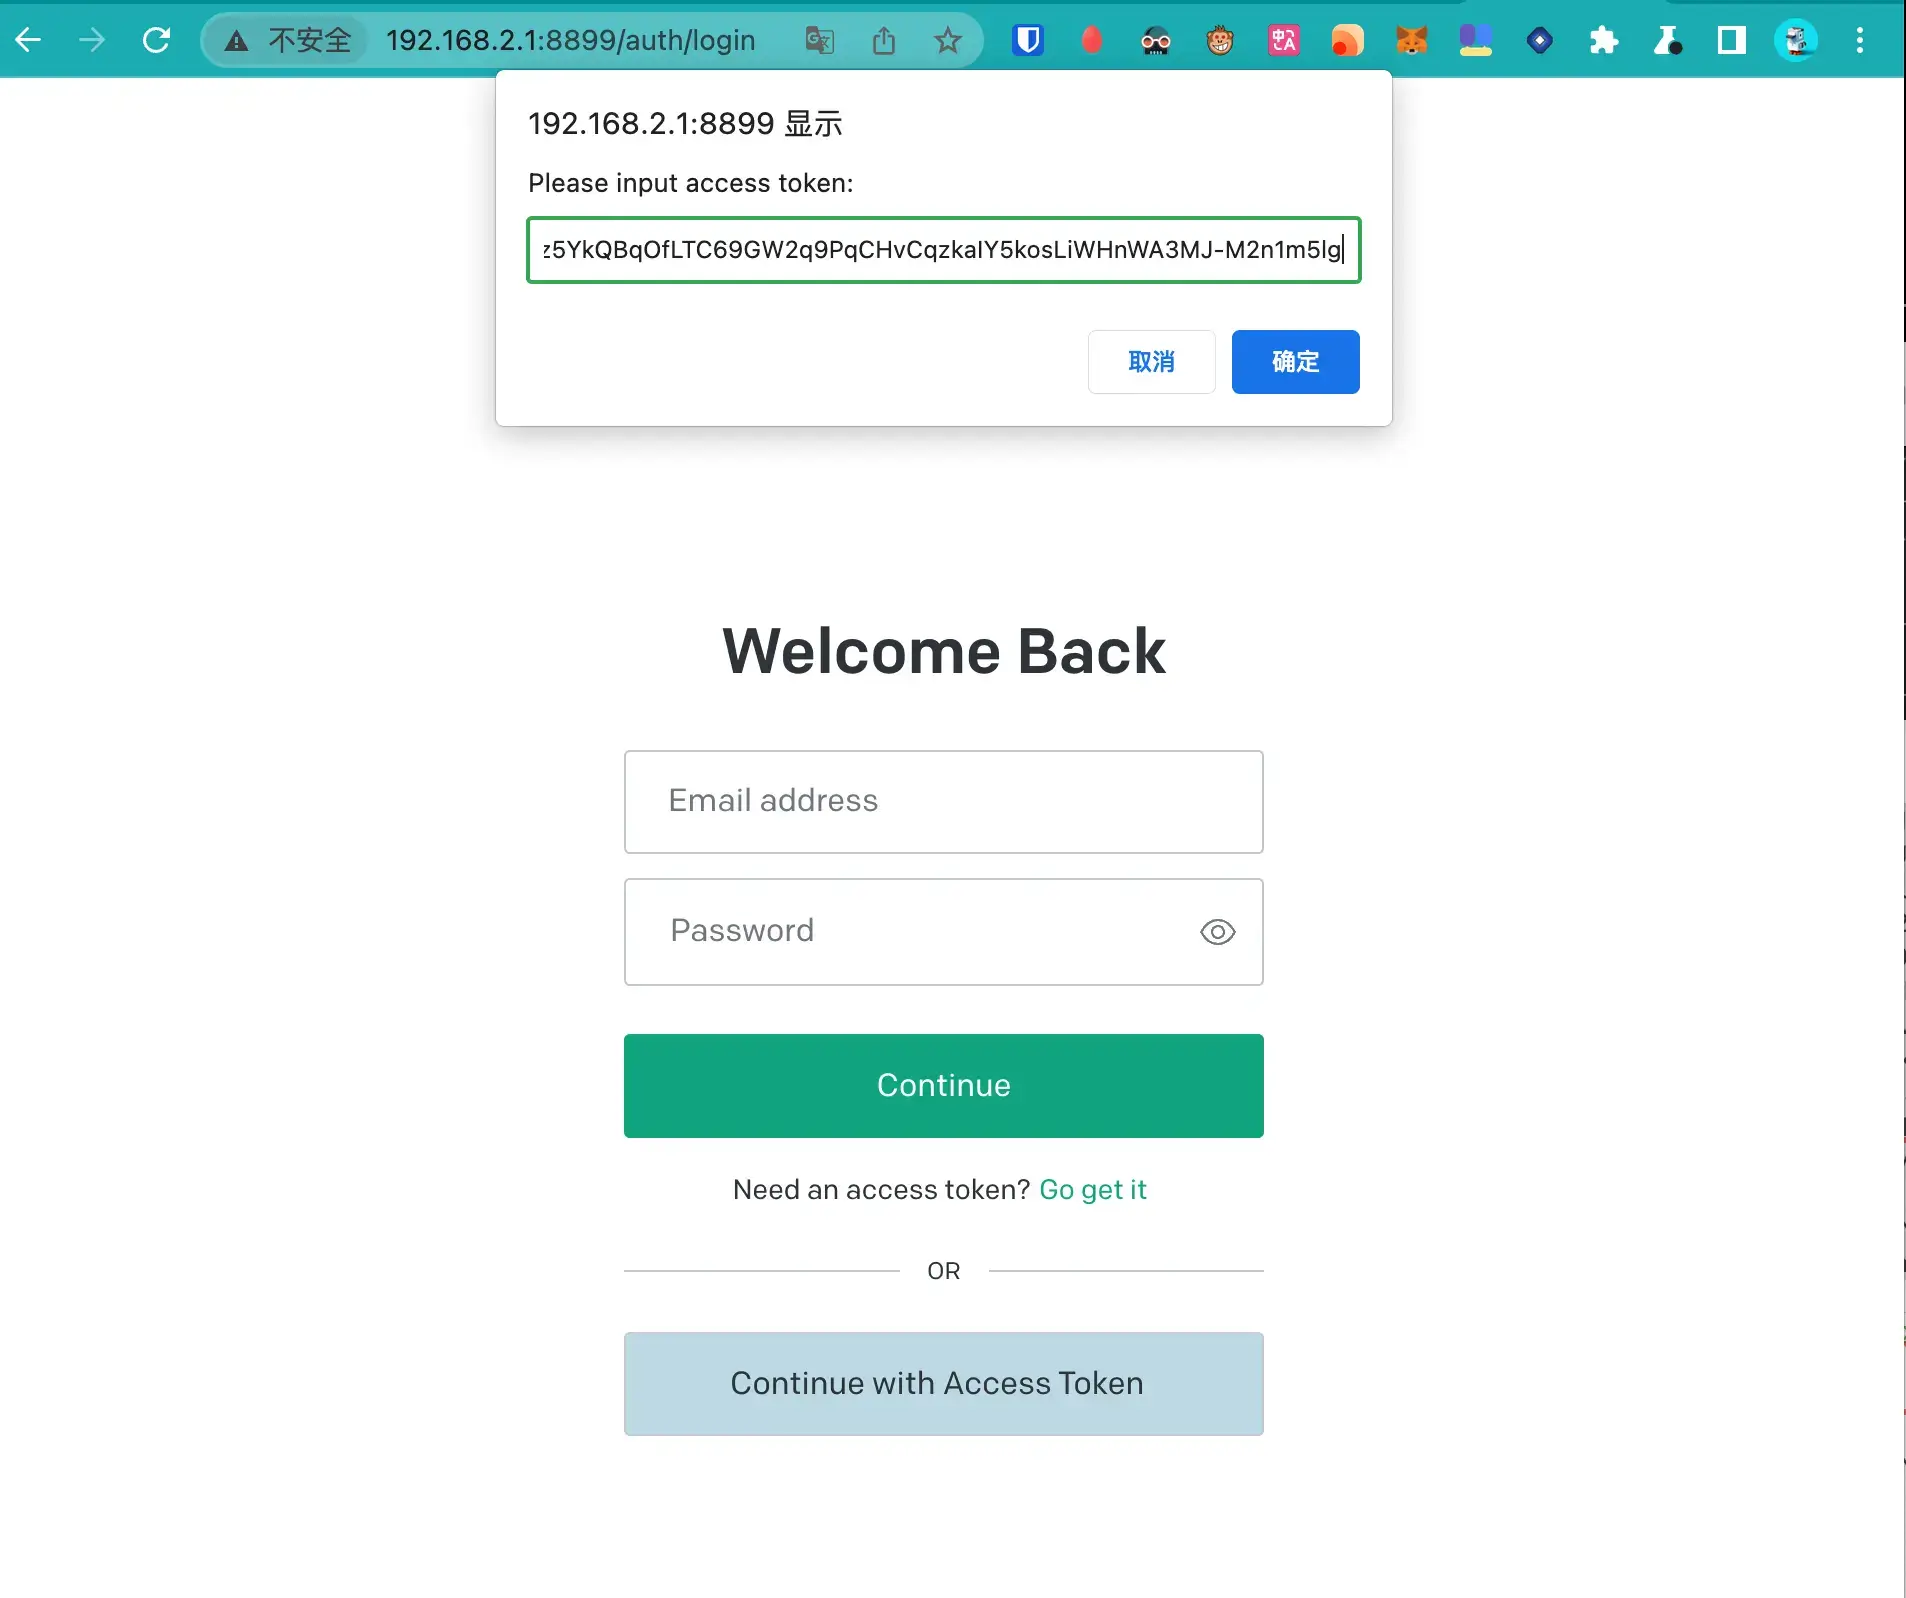 不安全 192.168.2.1:8899/auth/login
192.168.2.1:8899 显示
Please input access token:
z5YkQBqOfLTC69GW2q9PqCHvCqzkaIY5kosLiWHnWA3MJ-M2n1m5lg
取消 确定
Welcome Back
Email address
Password
Continue
Need an access token? Go get it
OR
Continue with Access Token